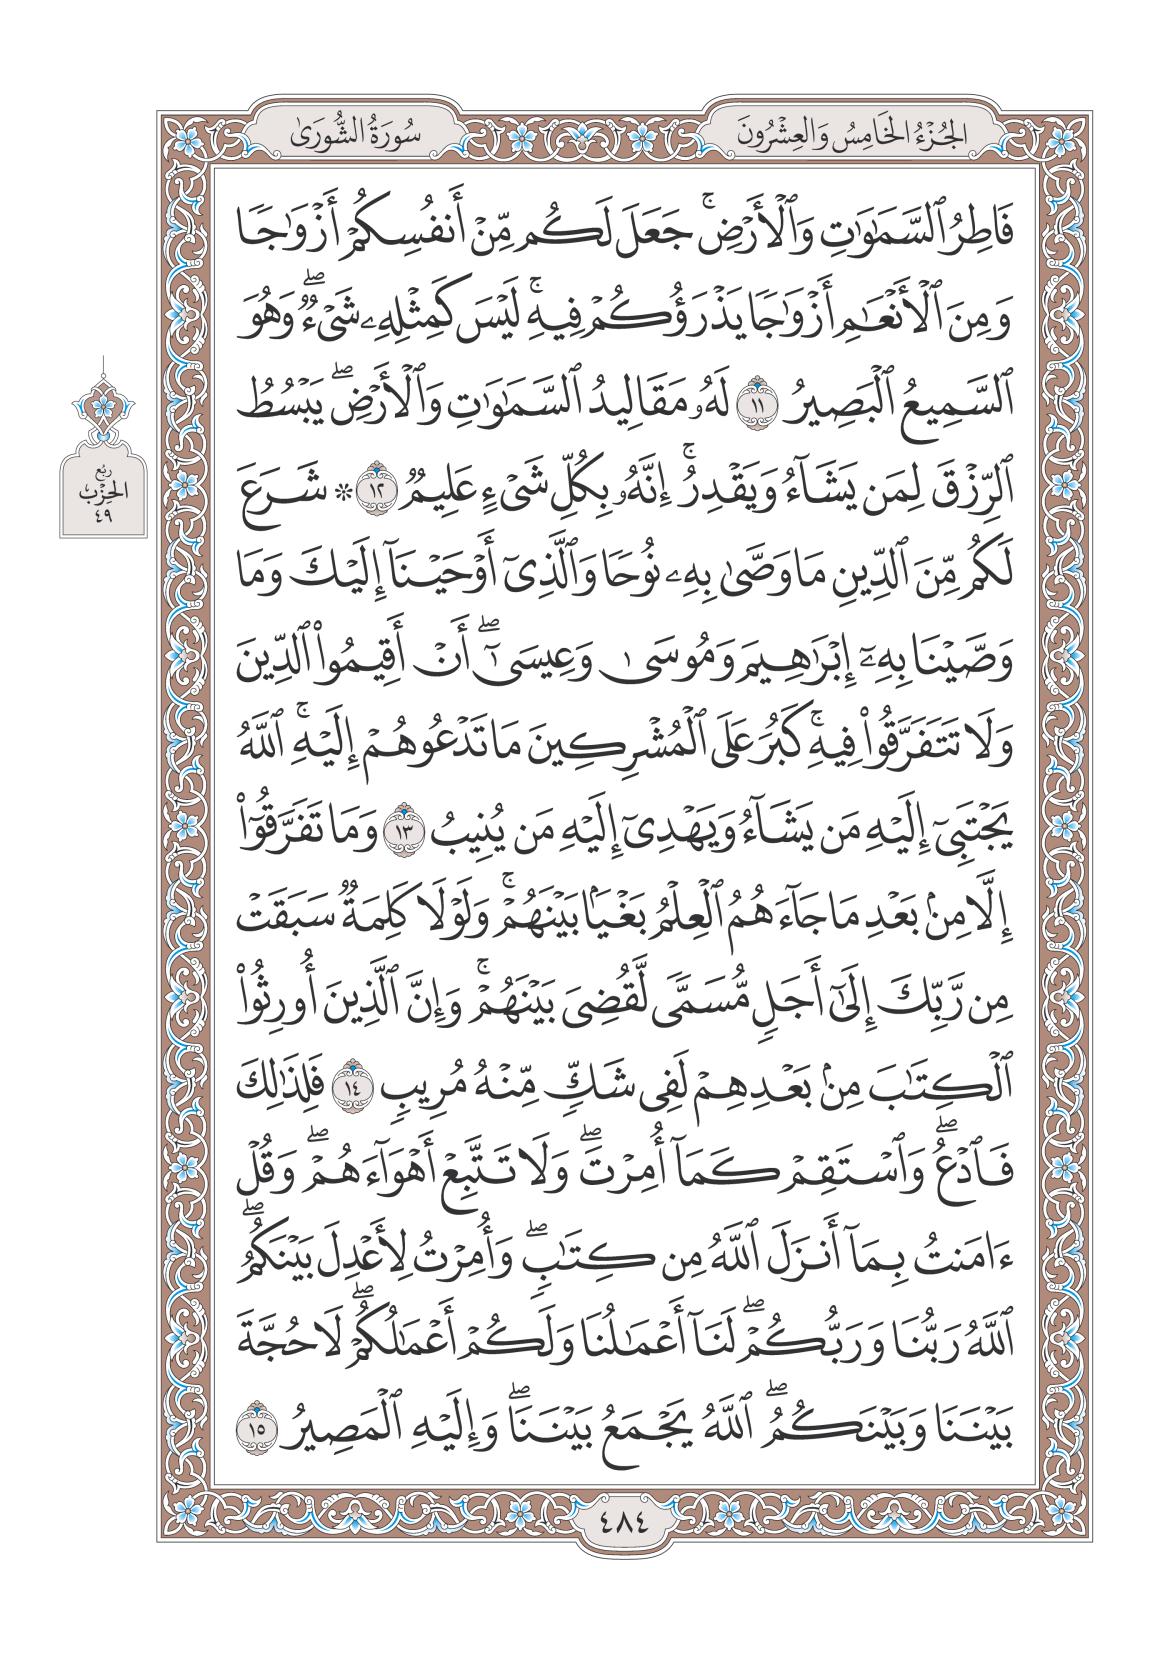 الجُزْءُ الخَامِسُ وَالعِشْرُونَ
سُورَةُ الشُّورَىٰ
فَاطِرُ ٱلسَّمَٰوَٰتِ وَٱلْأَرْضِۚ جَعَلَ لَكُم مِّنْ أَنفُسِكُمْ أَزْوَٰجًا
وَمِنَ ٱلْأَنْعَٰمِ أَزْوَٰجًا يَذْرَؤُكُمْ فِيهِۚ لَيْسَ كَمِثْلِهِۦ شَىْءٌۖ وَهُوَ
ٱلسَّمِيعُ ٱلْبَصِيرُ ١١ لَهُۥ مَقَالِيدُ ٱلسَّمَٰوَٰتِ وَٱلْأَرْضِۖ يَبْسُطُ
ٱلرِّزْقَ لِمَن يَشَآءُ وَيَقْدِرُۚ إِنَّهُۥ بِكُلِّ شَىْءٍ عَلِيمٌ ١٢ * شَرَعَ
لَكُم مِّنَ ٱلدِّينِ مَا وَصَّىٰ بِهِۦ نُوحًا وَٱلَّذِىٓ أَوْحَيْنَآ إِلَيْكَ وَمَا
وَصَّيْنَا بِهِۦٓ إِبْرَٰهِيمَ وَمُوسَىٰ وَعِيسَىٰٓۖ أَنْ أَقِيمُوا۟ ٱلدِّينَ
وَلَا تَتَفَرَّقُوا۟ فِيهِۚ كَبُرَ عَلَى ٱلْمُشْرِكِينَ مَا تَدْعُوهُمْ إِلَيْهِۚ ٱللَّهُ
يَجْتَبِىٓ إِلَيْهِ مَن يَشَآءُ وَيَهْدِىٓ إِلَيْهِ مَن يُنِيبُ ١٣ وَمَا تَفَرَّقُوٓا۟
إِلَّا مِنۢ بَعْدِ مَا جَآءَهُمُ ٱلْعِلْمُ بَغْيًۢا بَيْنَهُمْۚ وَلَوْلَا كَلِمَةٌ سَبَقَتْ
مِن رَّبِّكَ إِلَىٰٓ أَجَلٍ مُّسَمًّى لَّقُضِىَ بَيْنَهُمْۚ وَإِنَّ ٱلَّذِينَ أُورِثُوا۟
ٱلْكِتَٰبَ مِنۢ بَعْدِهِمْ لَفِى شَكٍّ مِّنْهُ مُرِيبٍ ١٤ فَلِذَٰلِكَ
فَٱدْعُۖ وَٱسْتَقِمْ كَمَآ أُمِرْتَۖ وَلَا تَتَّبِعْ أَهْوَآءَهُمْۖ وَقُلْ
ءَامَنتُ بِمَآ أَنزَلَ ٱللَّهُ مِن كِتَٰبٍۖ وَأُمِرْتُ لِأَعْدِلَ بَيْنَكُمُۖ
ٱللَّهُ رَبُّنَا وَرَبُّكُمْۖ لَنَآ أَعْمَٰلُنَا وَلَكُمْ أَعْمَٰلُكُمْۖ لَا حُجَّةَ
بَيْنَنَا وَبَيْنَكُمُۖ ٱللَّهُ يَجْمَعُ بَيْنَنَاۖ وَإِلَيْهِ ٱلْمَصِيرُ ١٥
رُبُع
الحِزْب
٤٩
٤٨٤